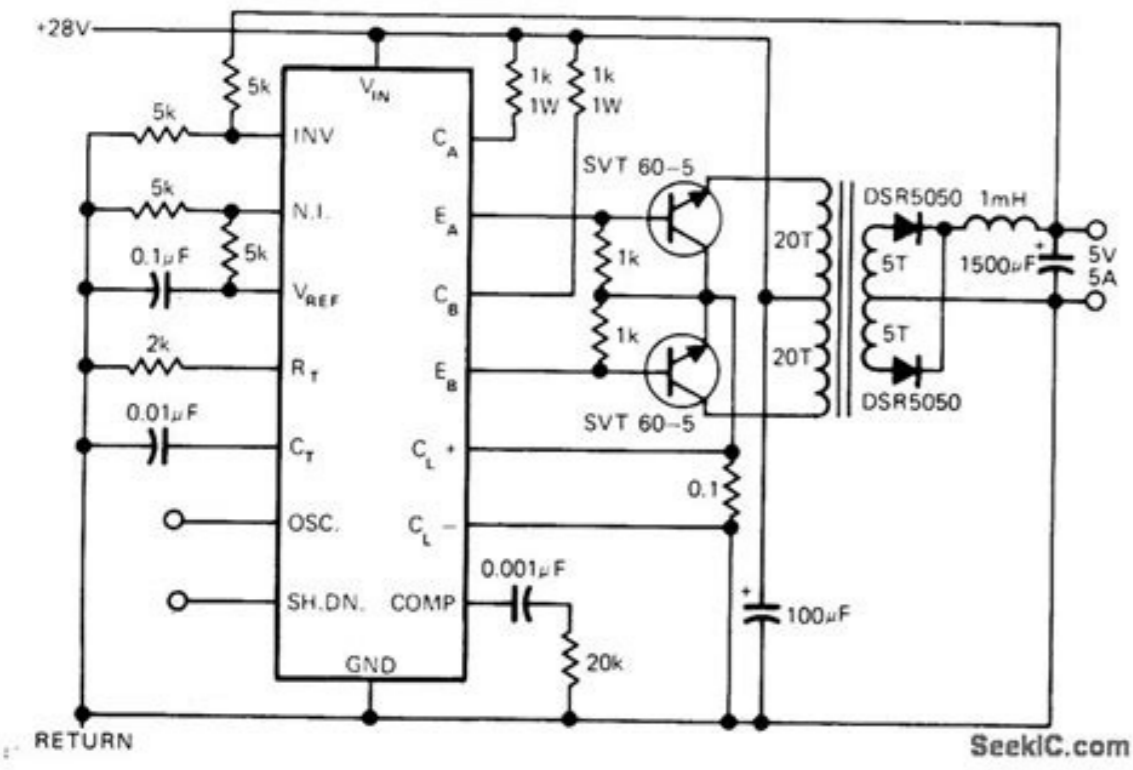 +28V
5k
5k
1k
1W
1k
1W
V_IN
INV
C_A
SVT 60-5
DSR5050
1mH
5k
N.I.
E_A
20T
5T
1500µF
+
5V
5A
0.1µF
5k
1k
V_REF
C_B
2k
1k
20T
5T
R_T
E_B
DSR5050
0.01µF
SVT 60-5
C_T
C_L +
0.1
OSC.
C_L -
0.001µF
SH.DN.
COMP
+
100µF
20k
GND
RETURN
SeekIC.com